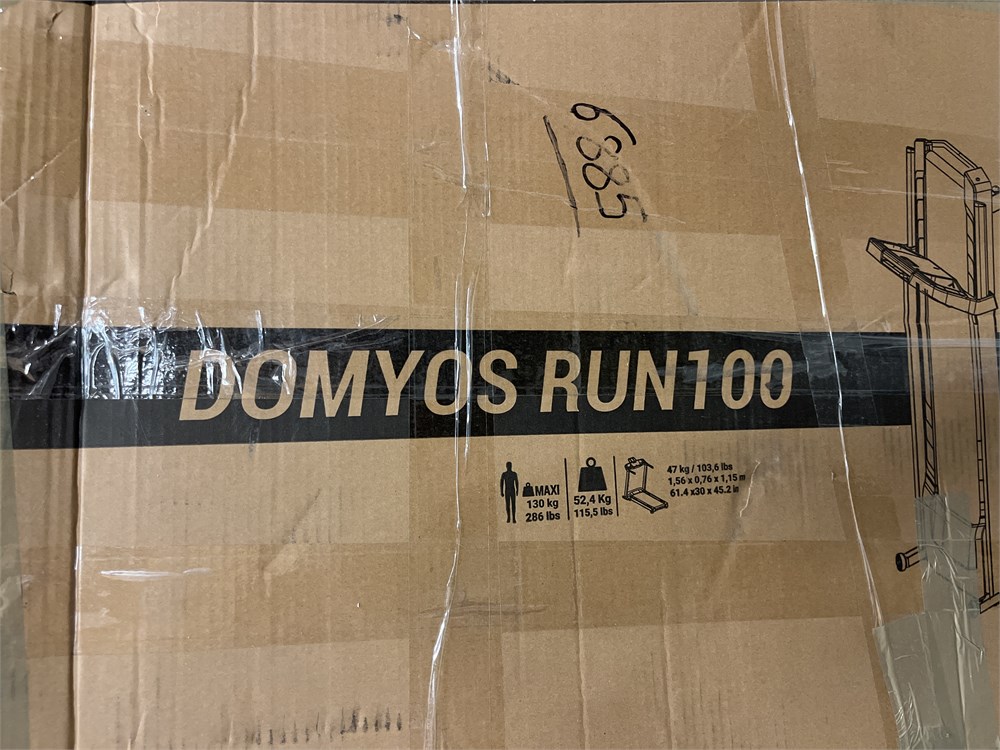 6885
DOMYOS RUN100
MAXI
130 kg
286 lbs
52,4 Kg
115,5 lbs
47 kg / 103,6 lbs
1,56 x 0,76 x 1,15 m
61.4 x30 x 45.2 in